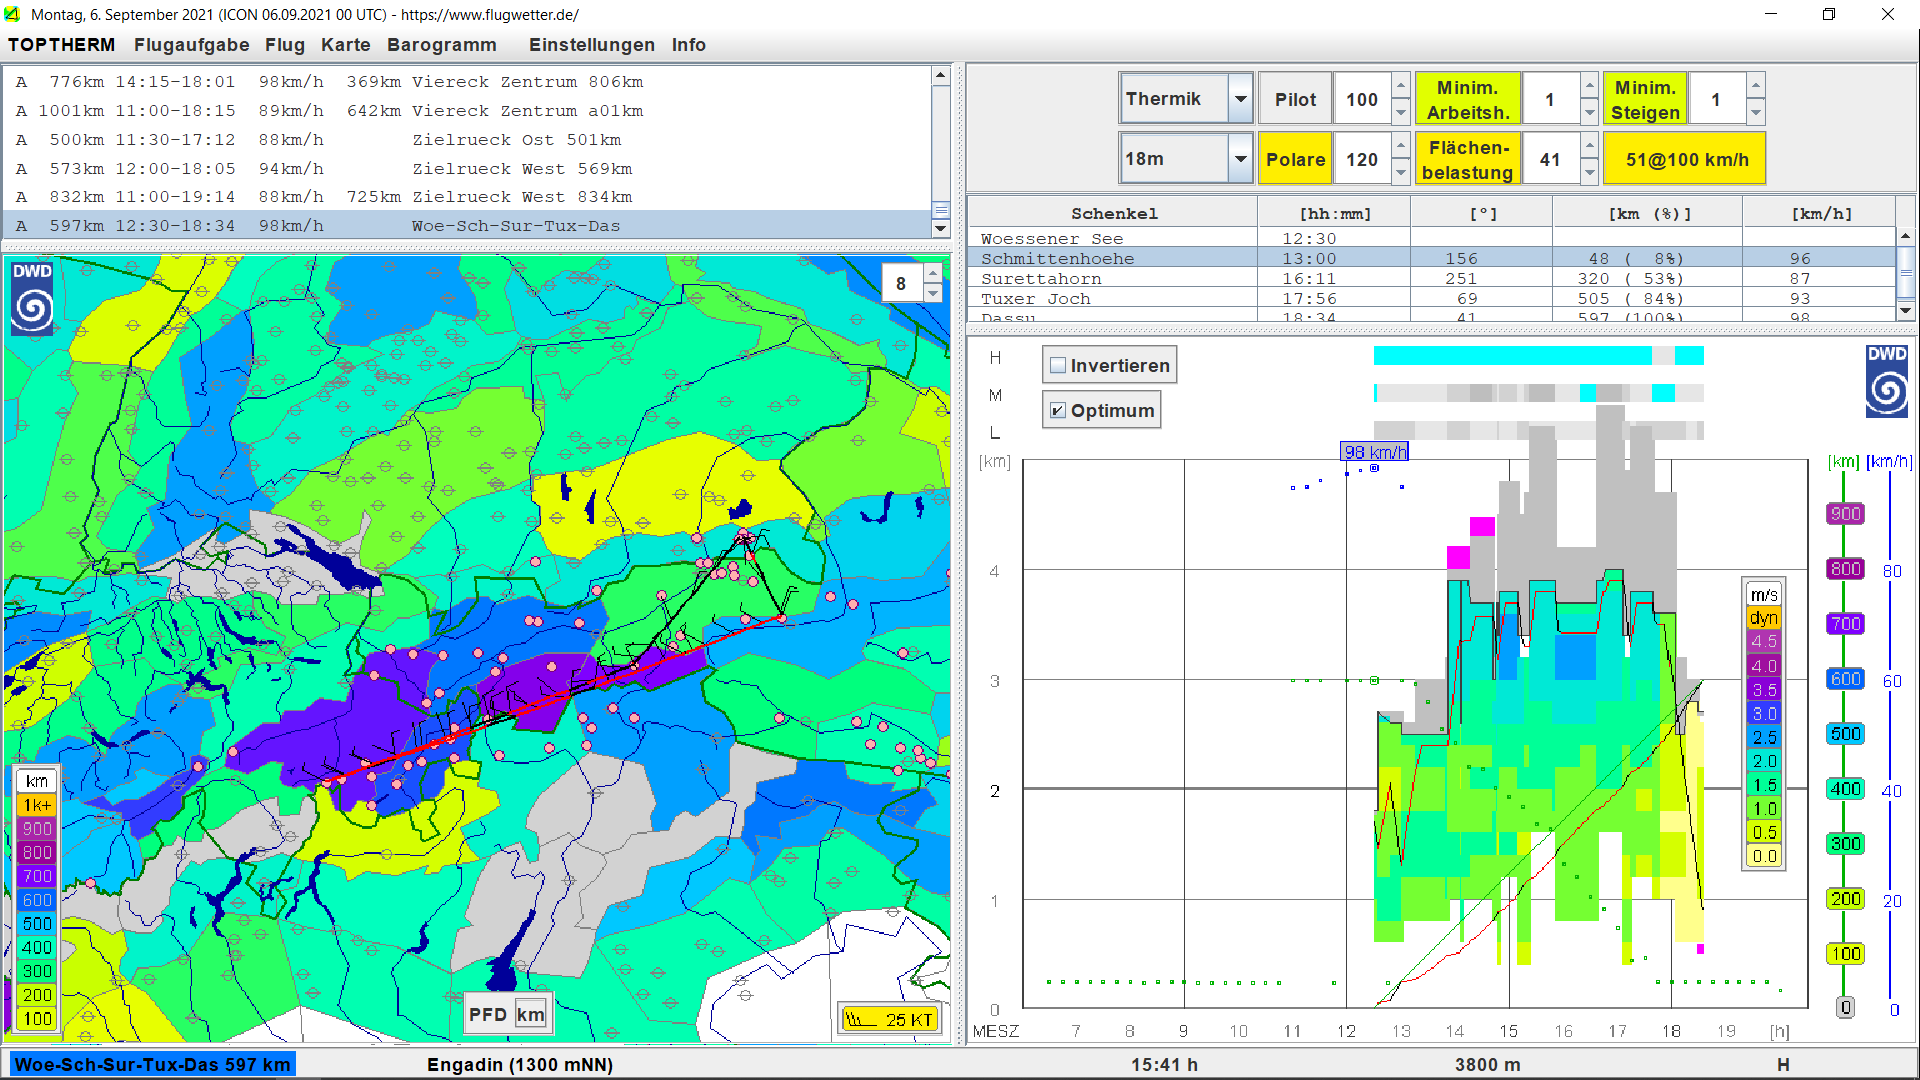 Montag, 6. September 2021 (ICON 06.09.2021 00 UTC) - https://www.flugwetter.de/
TOPTHERM Flugaufgabe Flug Karte Barogramm Einstellungen Info
A 776km 14:15-18:01 98km/h 369km Viereck Zentrum 806km
A 1001km 11:00-18:15 89km/h 642km Viereck Zentrum a01km
A 500km 11:30-17:12 88km/h Zielrueck Ost 501km
A 573km 12:00-18:05 94km/h Zielrueck West 569km
A 832km 11:00-19:14 88km/h 725km Zielrueck West 834km
A 597km 12:30-18:34 98km/h Woe-Sch-Sur-Tux-Das
Thermik Pilot 100 Minim. Arbeitsh. 1 Minim. Steigen 1
18m Polare 120 Flächen-belastung 41 51@100 km/h
Schenkel [hh:mm] [°] [km (%)] [km/h]
Woessener See 12:30
Schmittenhoehe 13:00 156 48 ( 8%) 96
Surettahorn 16:11 251 320 ( 53%) 87
Tuxer Joch 17:56 69 505 ( 84%) 93
Dassu 18:34 41 597 (100%) 98
DWD
8
km
1k+
900
800
700
600
500
400
300
200
100
PFD km
25 KT
H
M
L
Invertieren
Optimum
DWD
98 km/h
[km]
4
3
2
1
0
MESZ 7 8 9 10 11 12 13 14 15 16 17 18 19 [h]
m/s
dyn
4.5
4.0
3.5
3.0
2.5
2.0
1.5
1.0
0.5
0.0
[km] [km/h]
900
800 80
700
600 60
500
400 40
300
200 20
100
0 0
Woe-Sch-Sur-Tux-Das 597 km Engadin (1300 mNN) 15:41 h 3800 m H